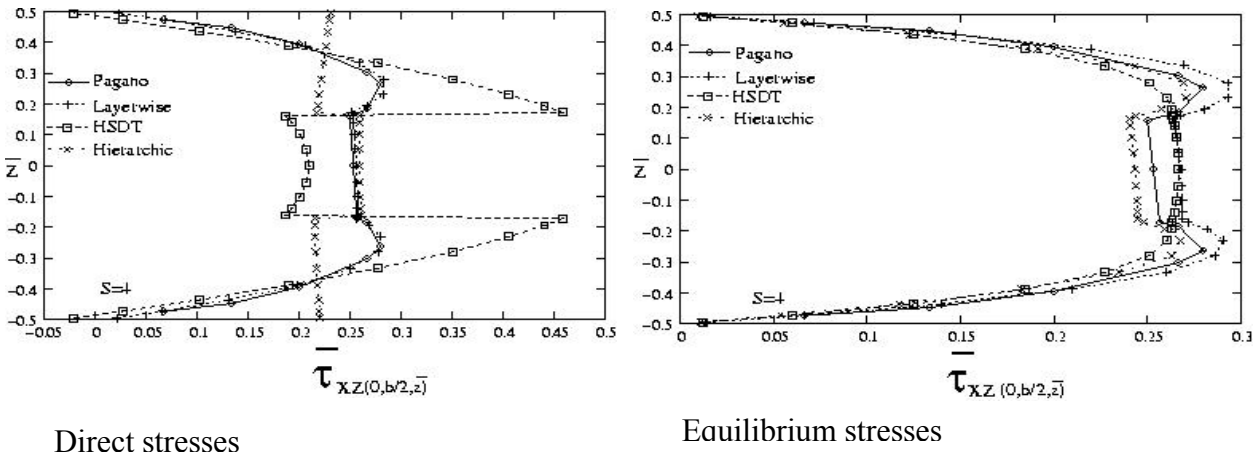 0.5
0.4
0.3
0.2
0.1
0
-0.1
-0.2
-0.3
-0.4
-0.5
z
Pagano
Layerwise
HSDT
Hierarchic
S=4
-0.05 0 0.1 0.15 0.2 0.25 0.3 0.35 0.4 0.45 0.5
τ XZ(0,b/2,z)
Direct stresses
0.5
0.4
0.3
0.2
0.1
0
-0.1
-0.2
-0.3
-0.4
-0.5
z
Pagano
Layerwise
HSDT
Hierarchic
S=4
0 0.05 0.1 0.15 0.2 0.25 0.3
τ XZ (0,b/2,z)
Equilibrium stresses